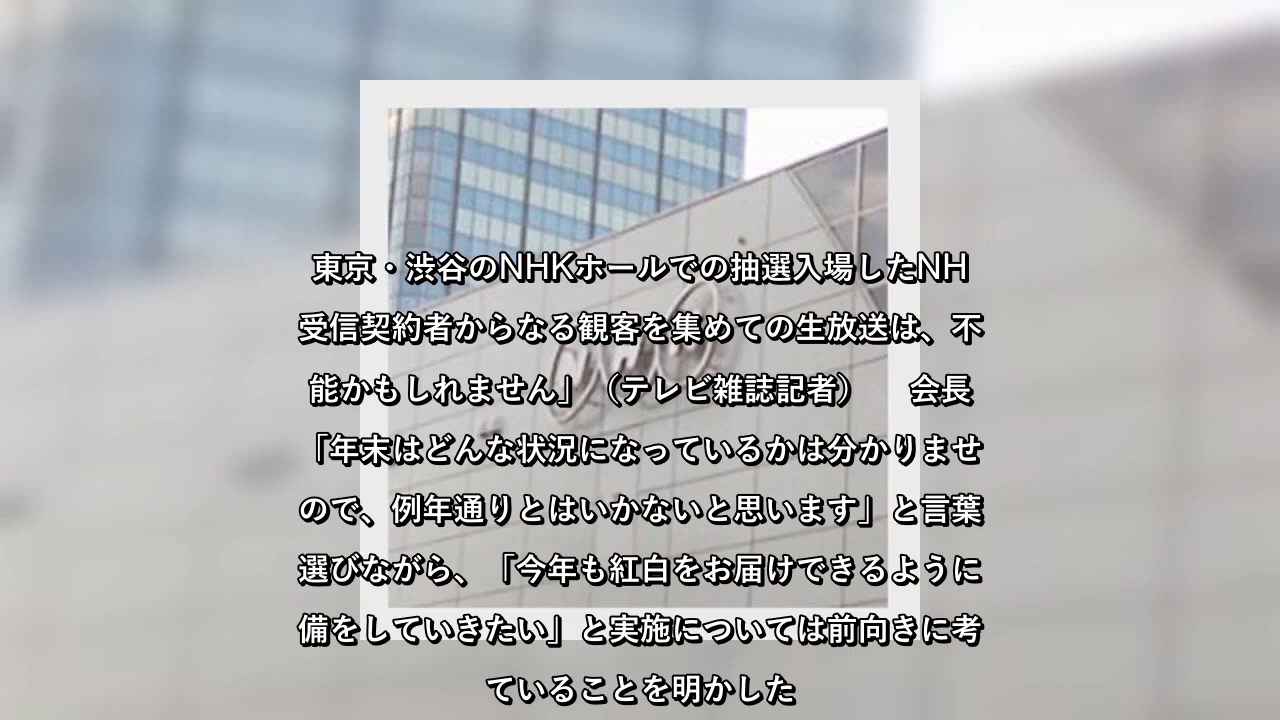 東京・渋谷のNHKホールでの抽選入場したNH
受信契約者からなる観客を集めての生放送は、不
能かもしれません」（テレビ雑誌記者）　会長
「年末はどんな状況になっているかは分かりませ
ので、例年通りとはいかないと思います」と言葉
選びながら、「今年も紅白をお届けできるように
備をしていきたい」と実施については前向きに考
ていることを明かした